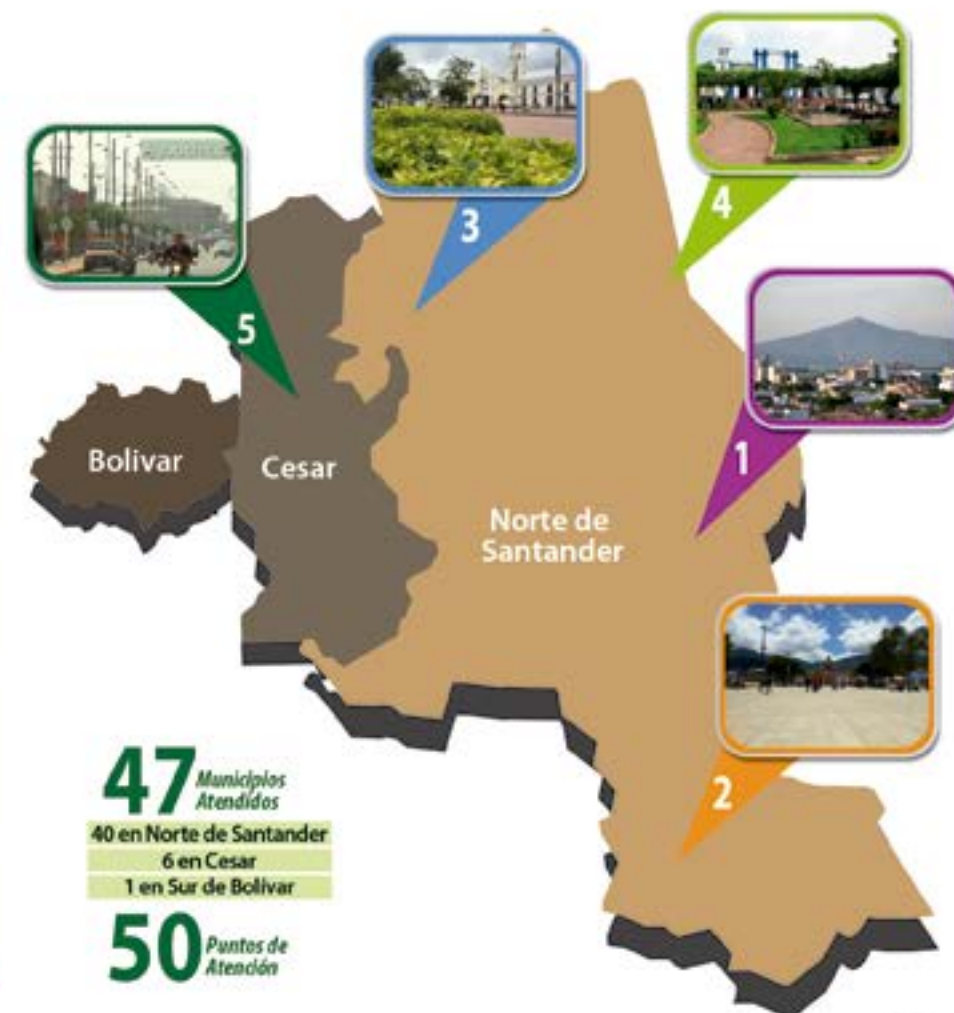 3
4
5
1
Bolivar
Cesar
Norte de
Santander
2
47 Municipios
Atendidos
40 en Norte de Santander
6 en Cesar
1 en Sur de Bolívar
50 Puntos de
Atención